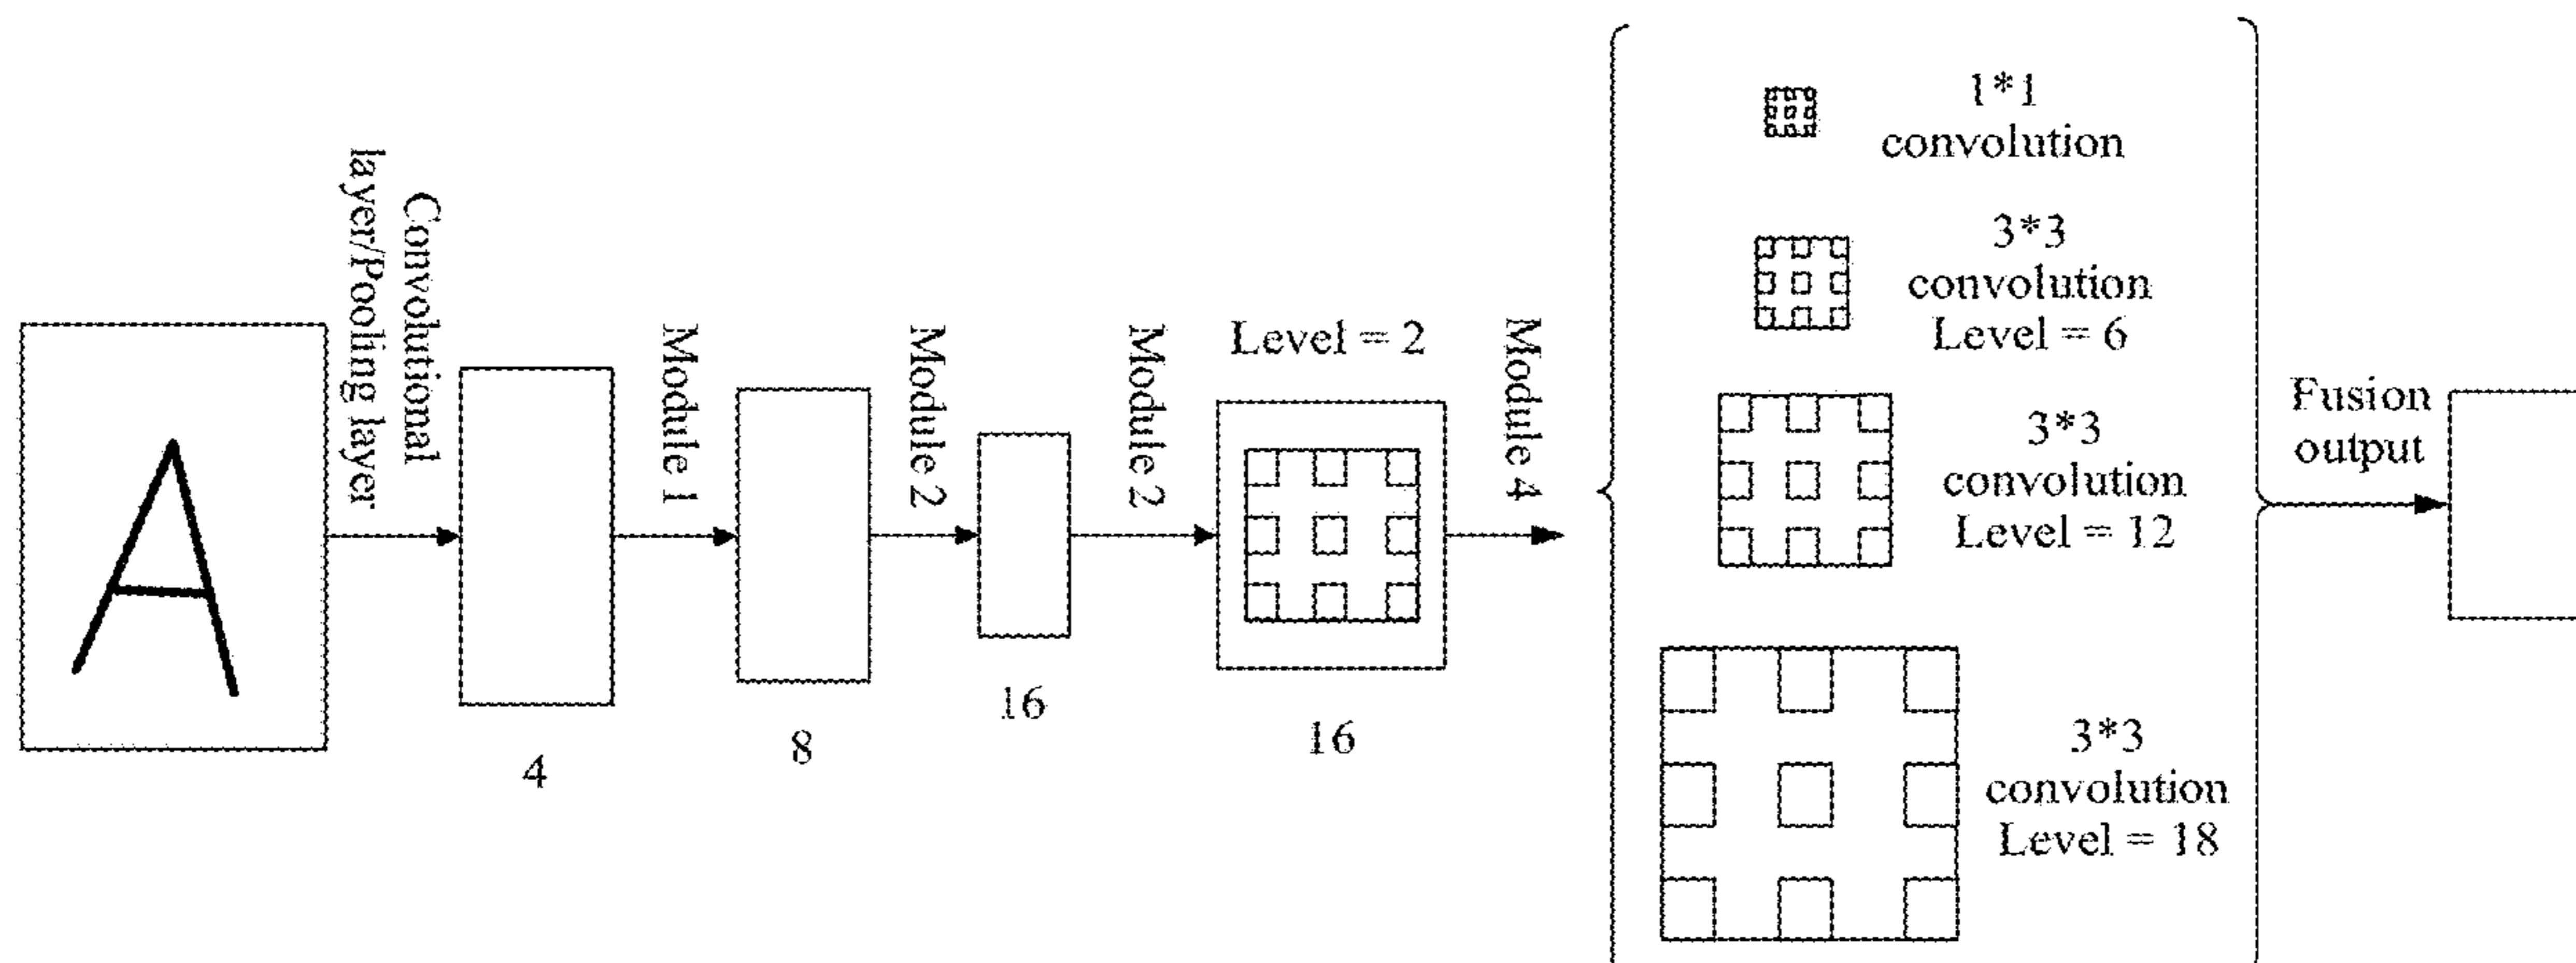 A
Convolutional
layer/Pooling layer
4
Module 1
8
Module 2
16
Module 2
Level = 2
16
Module 4
1*1
convolution
3*3
convolution
Level = 6
3*3
convolution
Level = 12
3*3
convolution
Level = 18
Fusion
output